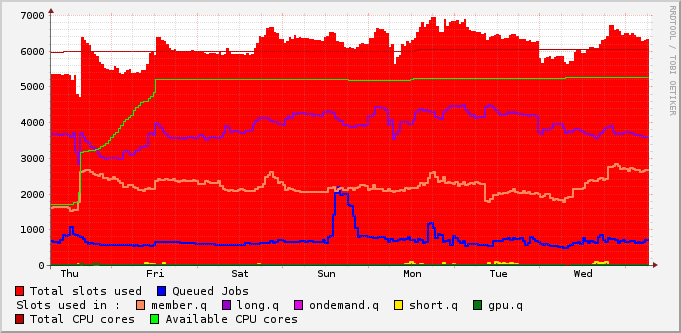 7000
6000
5000
4000
3000
2000
1000
0
Thu Fri Sat Sun Mon Tue Wed
Total slots used Queued Jobs
Slots used in : member.q long.q ondemand.q short.q gpu.q
Total CPU cores Available CPU cores
RRDTOOL / TOBI OETIKER